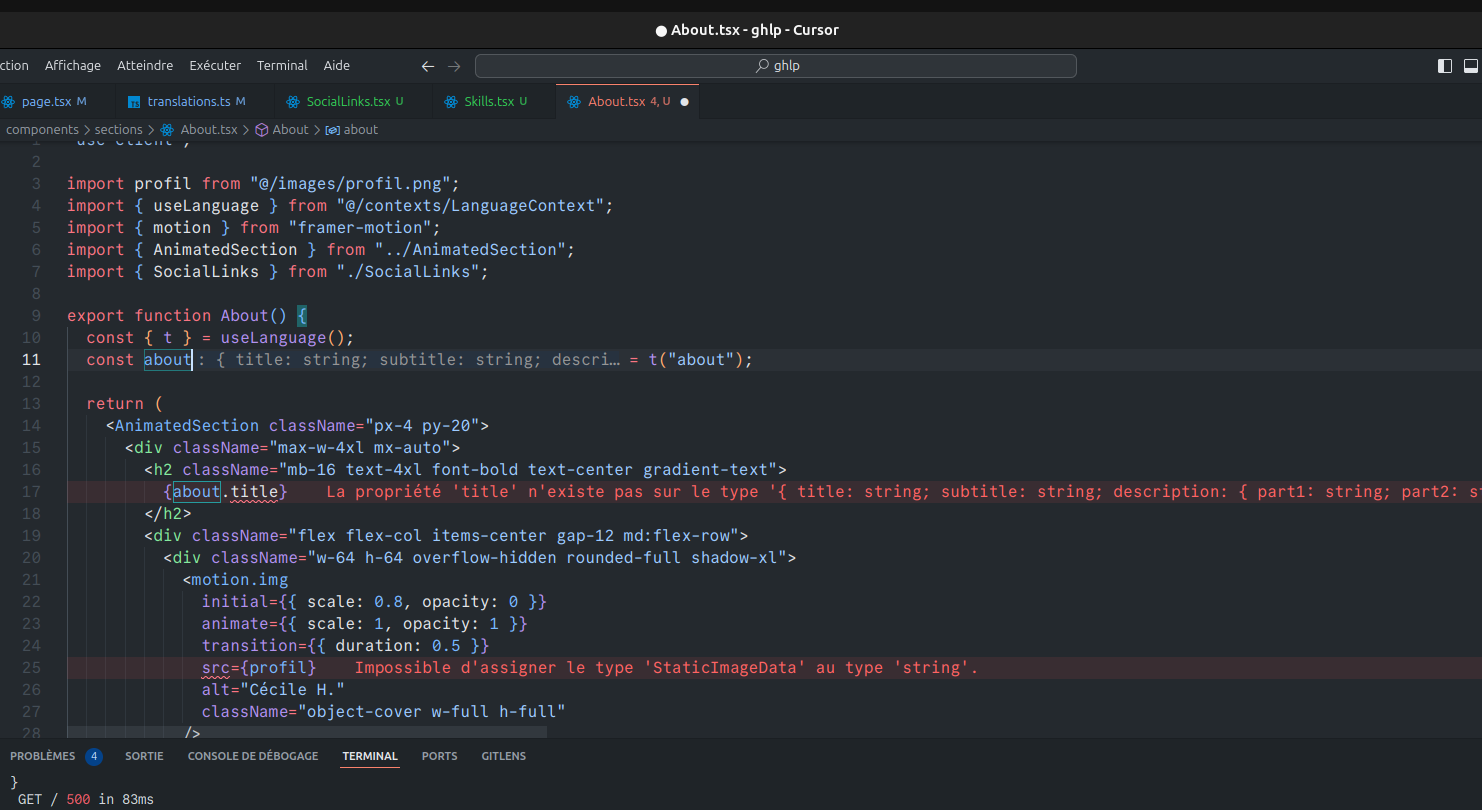 ● About.tsx - ghlp - Cursor
ction Affichage Atteindre Exécuter Terminal Aide ← → ghlp
page.tsx M translations.ts M SocialLinks.tsx U Skills.tsx U About.tsx 4, U ●
components > sections > About.tsx > About > about
1 "use client";
2
3 import profil from "@/images/profil.png";
4 import { useLanguage } from "@/contexts/LanguageContext";
5 import { motion } from "framer-motion";
6 import { AnimatedSection } from "../AnimatedSection";
7 import { SocialLinks } from "./SocialLinks";
8
9 export function About() {
10 const { t } = useLanguage();
11 const about: { title: string; subtitle: string; descri… = t("about");
12
13 return (
14 <AnimatedSection className="px-4 py-20">
15 <div className="max-w-4xl mx-auto">
16 <h2 className="mb-16 text-4xl font-bold text-center gradient-text">
17 {about.title} La propriété 'title' n'existe pas sur le type '{ title: string; subtitle: string; description: { part1: string; part2: st
18 </h2>
19 <div className="flex flex-col items-center gap-12 md:flex-row">
20 <div className="w-64 h-64 overflow-hidden rounded-full shadow-xl">
21 <motion.img
22 initial={{ scale: 0.8, opacity: 0 }}
23 animate={{ scale: 1, opacity: 1 }}
24 transition={{ duration: 0.5 }}
25 src={profil} Impossible d'assigner le type 'StaticImageData' au type 'string'.
26 alt="Cécile H."
27 className="object-cover w-full h-full"
28 />
PROBLÈMES 4 SORTIE CONSOLE DE DÉBOGAGE TERMINAL PORTS GITLENS
}
GET / 500 in 83ms